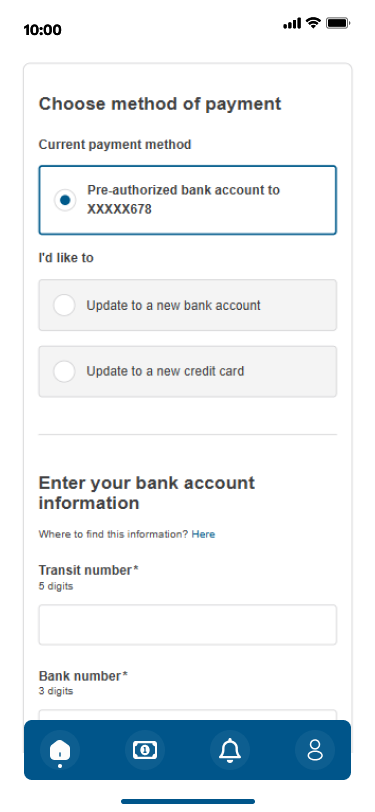 10:00
Choose method of payment
Current payment method
Pre-authorized bank account to
XXXXX678
I'd like to
Update to a new bank account
Update to a new credit card
Enter your bank account
information
Where to find this information? Here
Transit number*
5 digits
Bank number*
3 digits